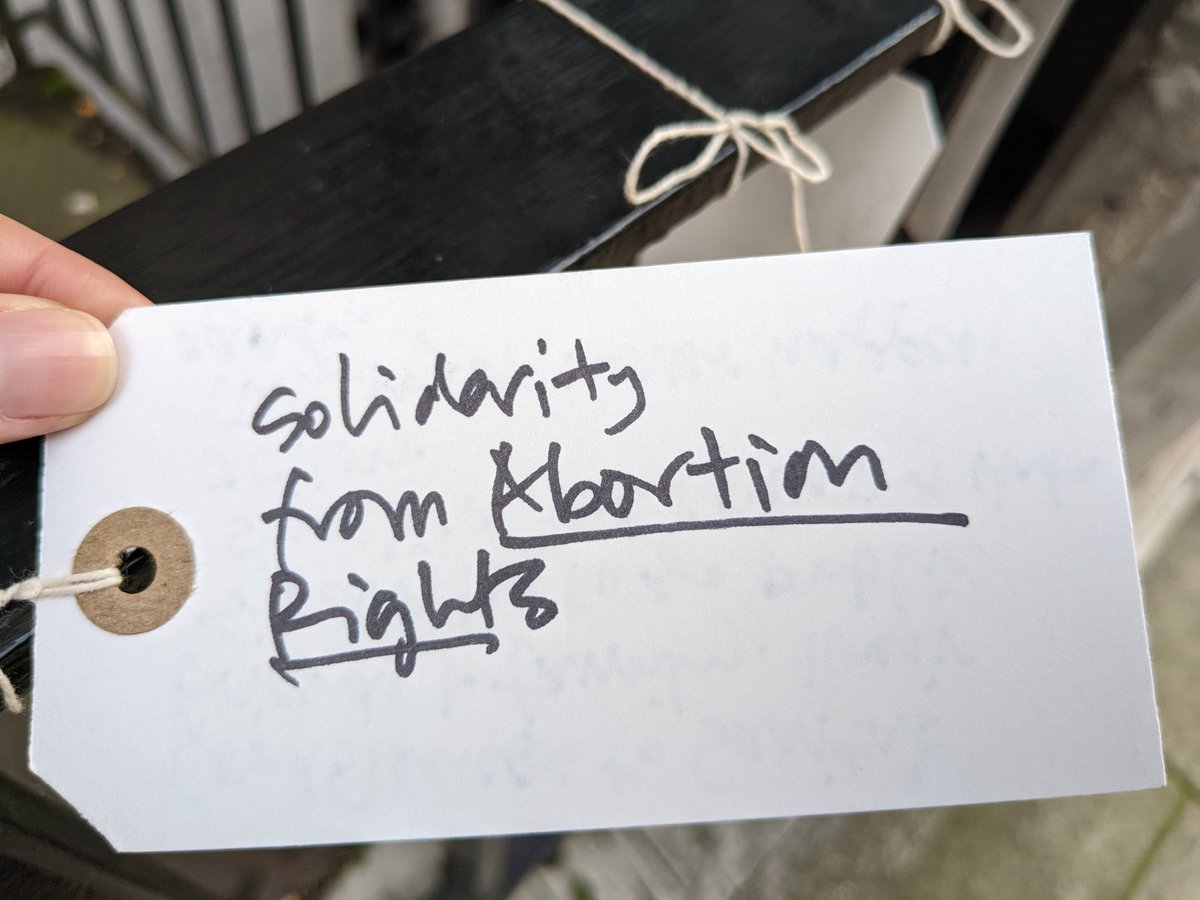 Solidarity
from Abortion
Rights